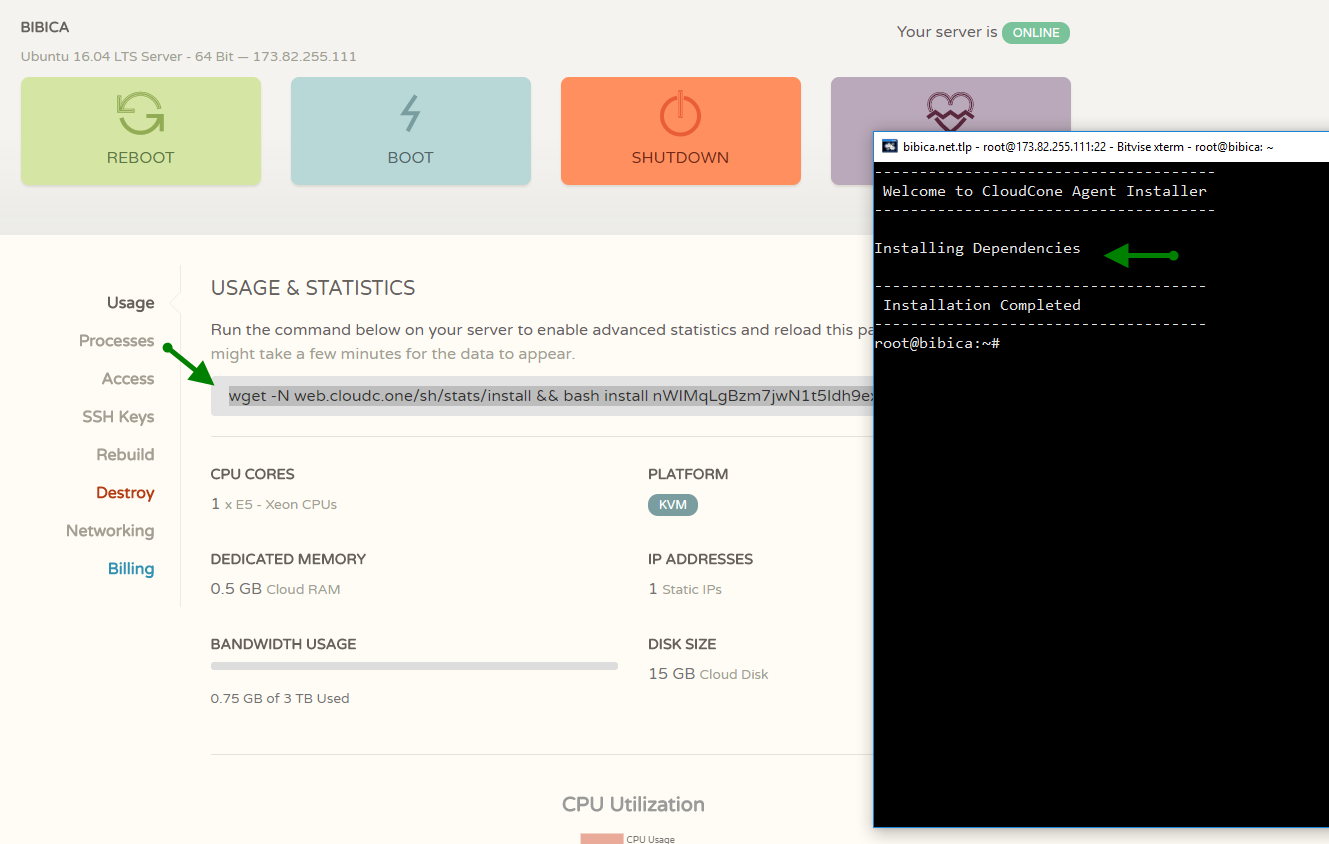 BIBICA
Ubuntu 16.04 LTS Server - 64 Bit — 173.82.255.111
Your server is ONLINE
REBOOT
BOOT
SHUTDOWN
Usage
Processes
Access
SSH Keys
Rebuild
Destroy
Networking
Billing
USAGE & STATISTICS
Run the command below on your server to enable advanced statistics and reload this
might take a few minutes for the data to appear.
wget -N web.cloudc.one/sh/stats/install && bash install
CPU CORES
1 x E5 - Xeon CPUs
PLATFORM
KVM
DEDICATED MEMORY
0.5 GB Cloud RAM
IP ADDRESSES
1 Static IPs
BANDWIDTH USAGE
0.75 GB of 3 TB Used
DISK SIZE
15 GB Cloud Disk
CPU Utilization
CPU Usage
bibica.net.tlp - root@173.82.255.111:22 - Bitvise xterm - root@bibica: ~
--------------------------------------
Welcome to CloudCone Agent Installer
--------------------------------------
Installing Dependencies
-------------------------------------
Installation Completed
-------------------------------------
root@bibica:~#